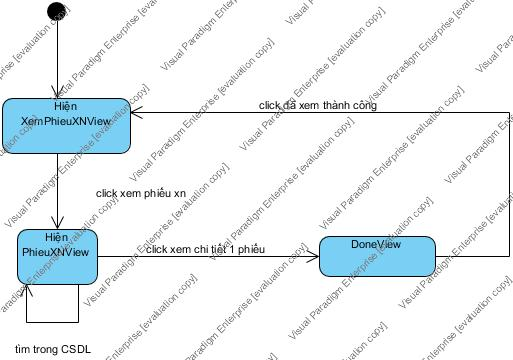 Hiện
XemPhieuXNView
click đã xem thành công
click xem phiếu xn
Hiện
PhieuXNView
click xem chi tiết 1 phiếu
DoneView
tìm trong CSDL
Visual Paradigm Enterprise [evaluation copy]